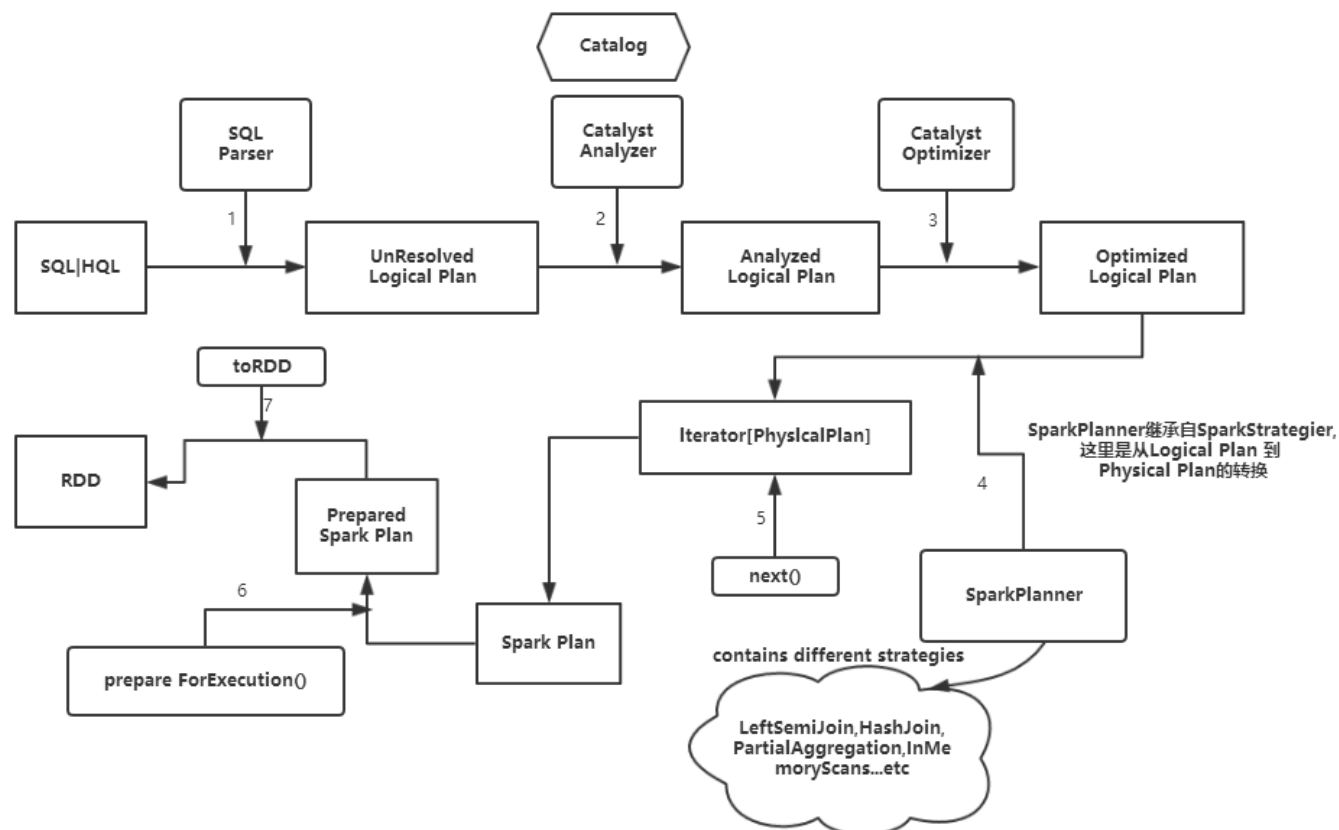 Catalog
SQL
Parser
Catalyst
Analyzer
Catalyst
Optimizer
1
2
3
SQL|HQL
UnResolved
Logical Plan
Analyzed
Logical Plan
Optimized
Logical Plan
toRDD
7
Iterator[PhysicalPlan]
SparkPlanner继承自SparkStrategier,
这里是从Logical Plan 到
Physical Plan的转换
RDD
4
Prepared
Spark Plan
5
next()
6
SparkPlanner
Spark Plan
contains different strategies
prepare ForExecution()
LeftSemiJoin,HashJoin,
PartialAggregation,InMe
moryScans...etc